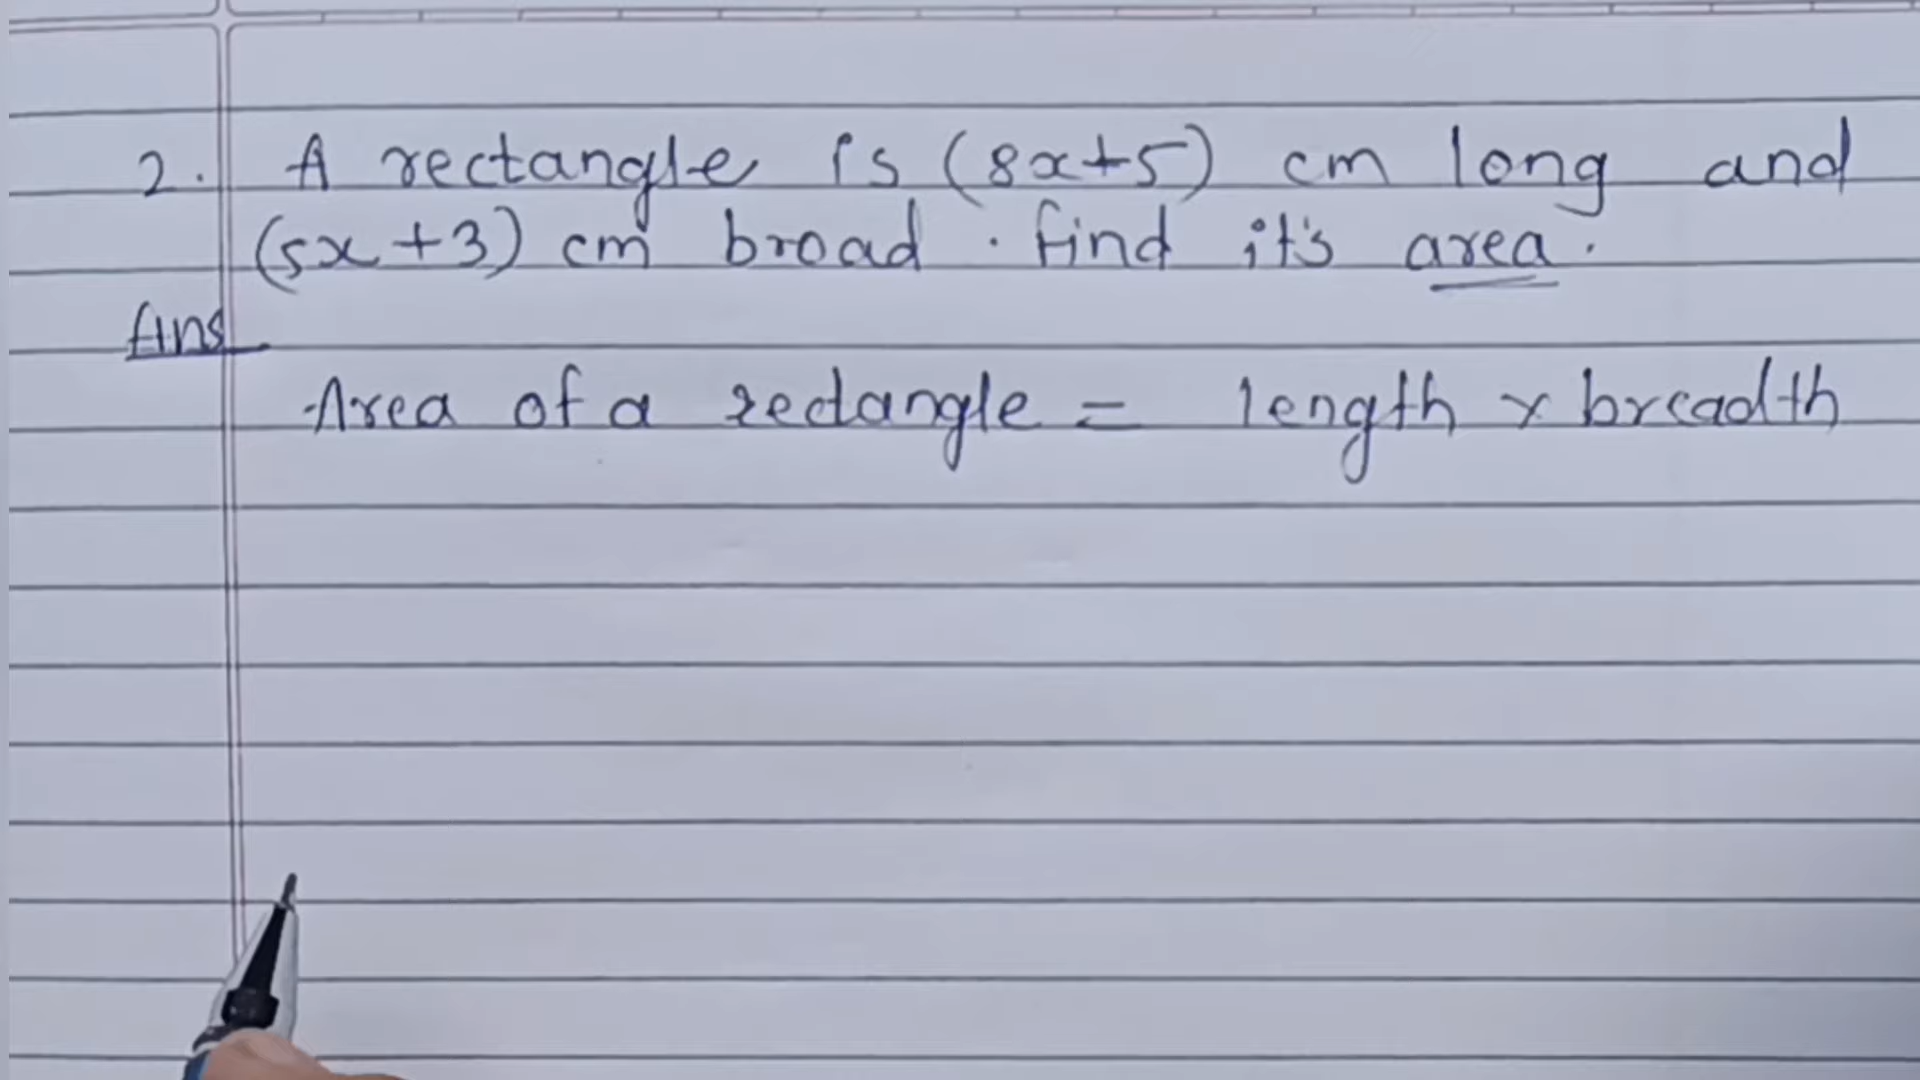 2. A rectangle is (8x+5) cm long and
(5x+3) cm broad. Find it's area.
Ans
Area of a rectangle = length × breadth